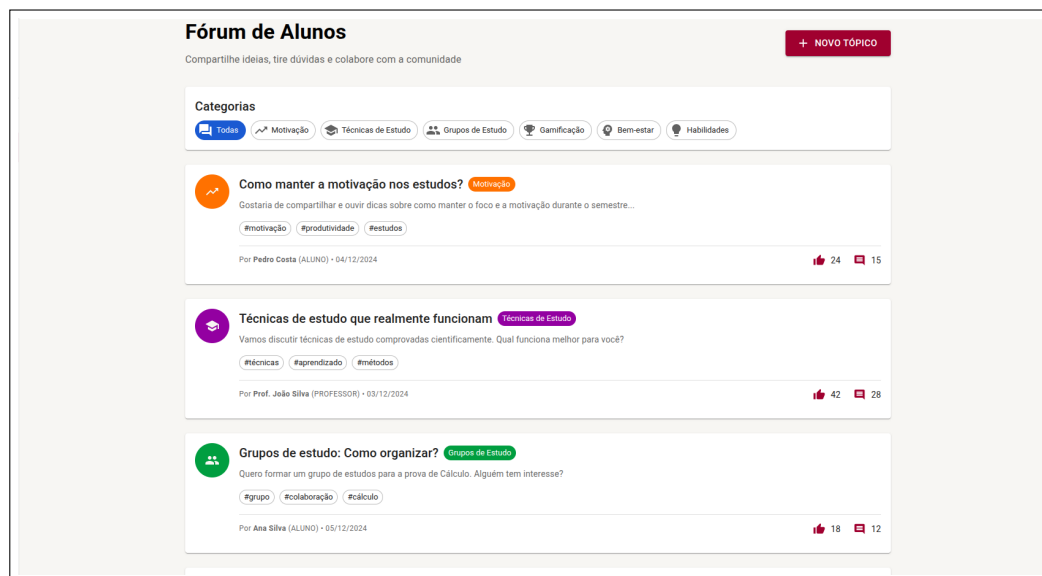 Fórum de Alunos
Compartilhe ideias, tire dúvidas e colabore com a comunidade
+ NOVO TÓPICO
Categorias
Todas Motivação Técnicas de Estudo Grupos de Estudo Gamificação Bem-estar Habilidades
Como manter a motivação nos estudos? Motivação
Gostaria de compartilhar e ouvir dicas sobre como manter o foco e a motivação durante o semestre...
#motivação #produtividade #estudos
Por Pedro Costa (ALUNO) • 04/12/2024 24 15
Técnicas de estudo que realmente funcionam Técnicas de Estudo
Vamos discutir técnicas de estudo comprovadas cientificamente. Qual funciona melhor para você?
#técnicas #aprendizado #métodos
Por Prof. João Silva (PROFESSOR) • 03/12/2024 42 28
Grupos de estudo: Como organizar? Grupos de Estudo
Quero formar um grupo de estudos para a prova de Cálculo. Alguém tem interesse?
#grupo #colaboração #cálculo
Por Ana Silva (ALUNO) • 05/12/2024 18 12